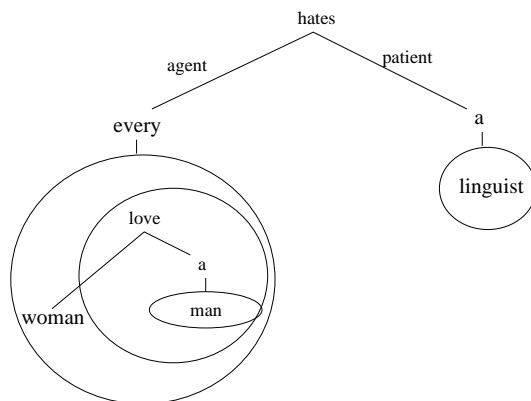 hates
agent
patient
every
a
linguist
love
a
woman
man